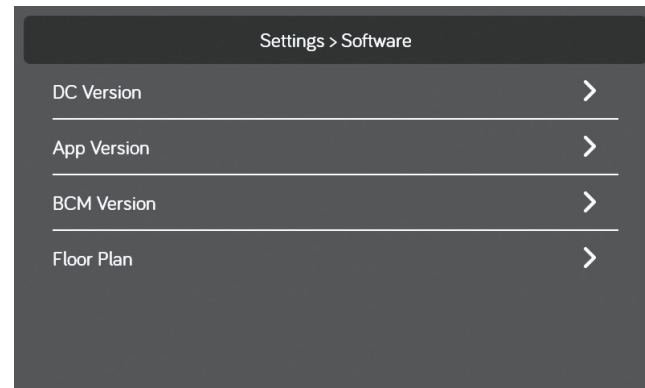 Settings > Software
DC Version
App Version
BCM Version
Floor Plan